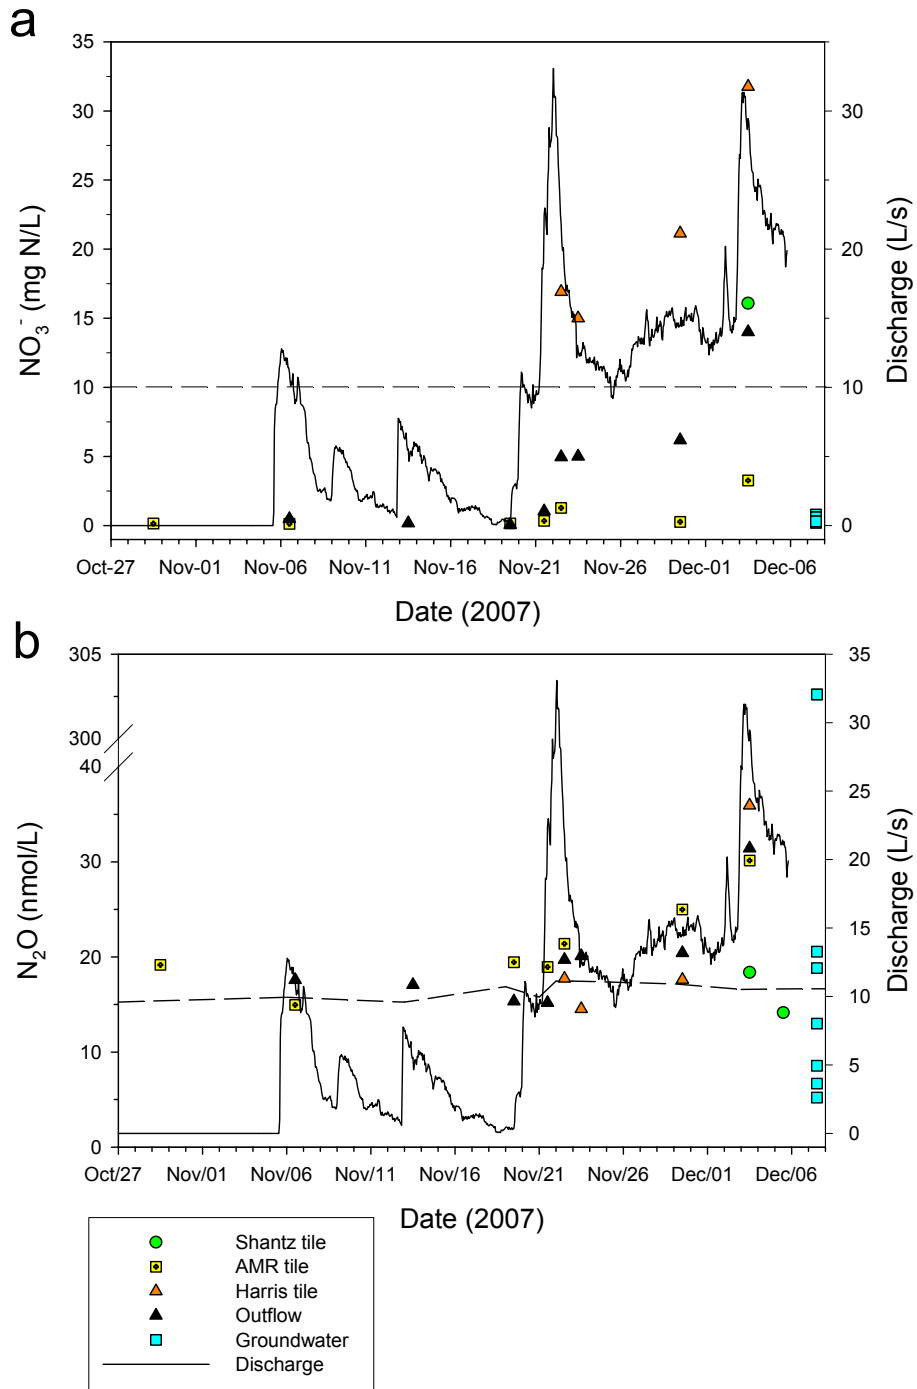 a
35
30
25
20
15
10
5
0
NO₃⁻ (mg N/L)
30
20
10
0
Discharge (L/s)
Oct-27 Nov-01 Nov-06 Nov-11 Nov-16 Nov-21 Nov-26 Dec-01 Dec-06
Date (2007)
b
305
300
40
30
20
10
0
N₂O (nmol/L)
35
30
25
20
15
10
5
0
Discharge (L/s)
Oct/27 Nov/01 Nov/06 Nov/11 Nov/16 Nov/21 Nov/26 Dec/01 Dec/06
Date (2007)
Shantz tile
AMR tile
Harris tile
Outflow
Groundwater
Discharge